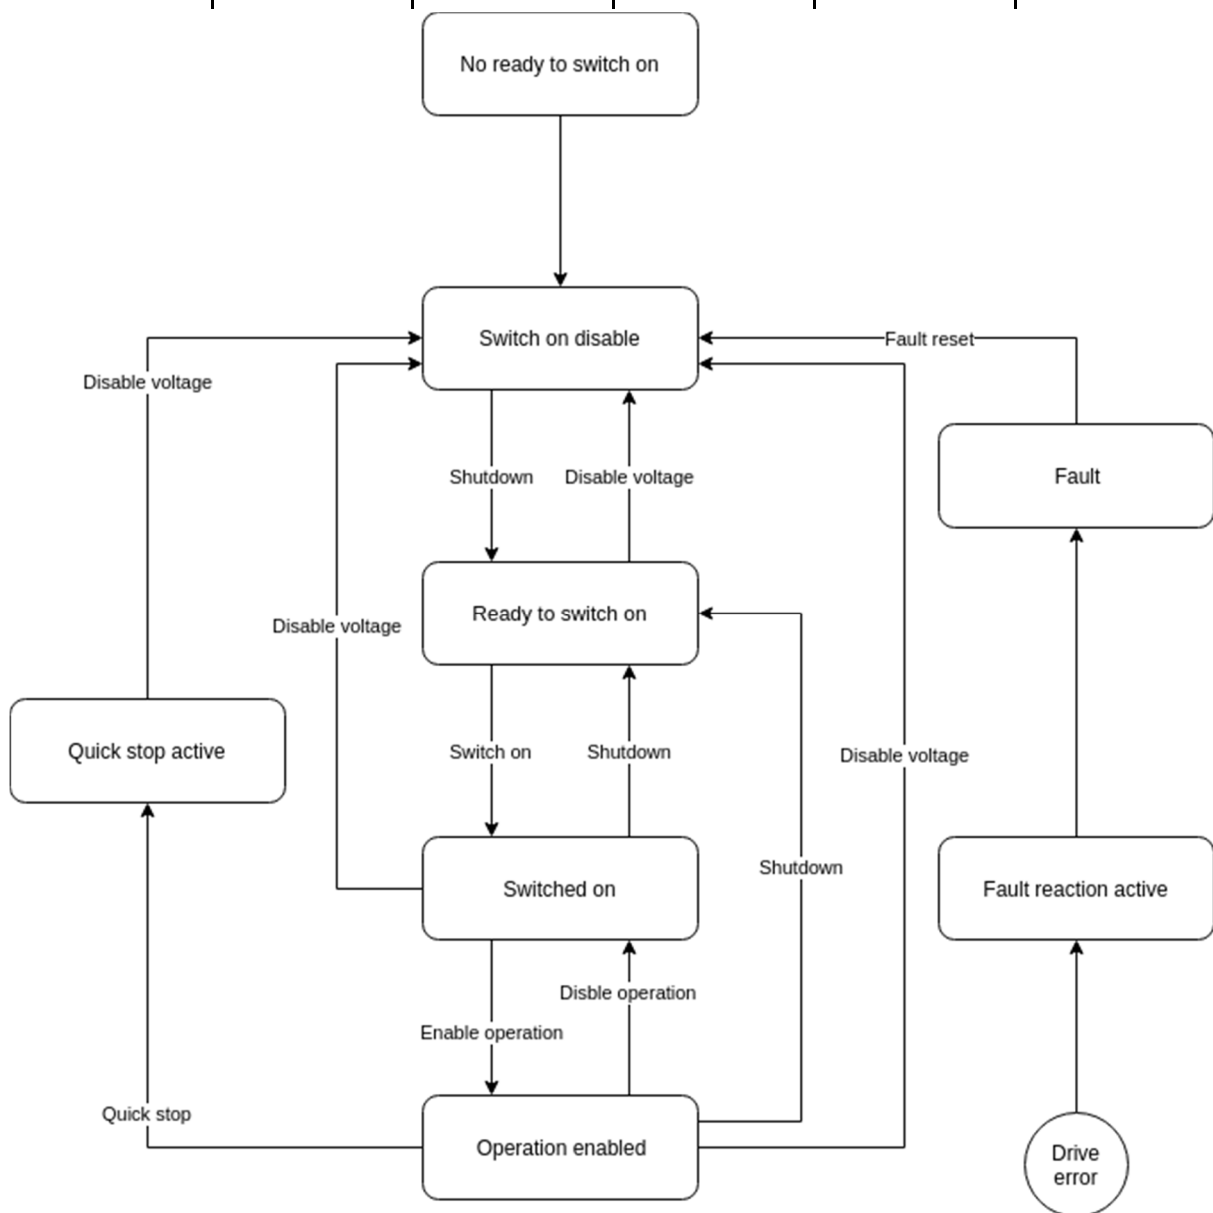 No ready to switch on
Switch on disable
Fault reset
Disable voltage
Shutdown
Disable voltage
Fault
Ready to switch on
Disable voltage
Quick stop active
Switch on
Shutdown
Disable voltage
Shutdown
Switched on
Fault reaction active
Disble operation
Enable operation
Quick stop
Operation enabled
Drive
error